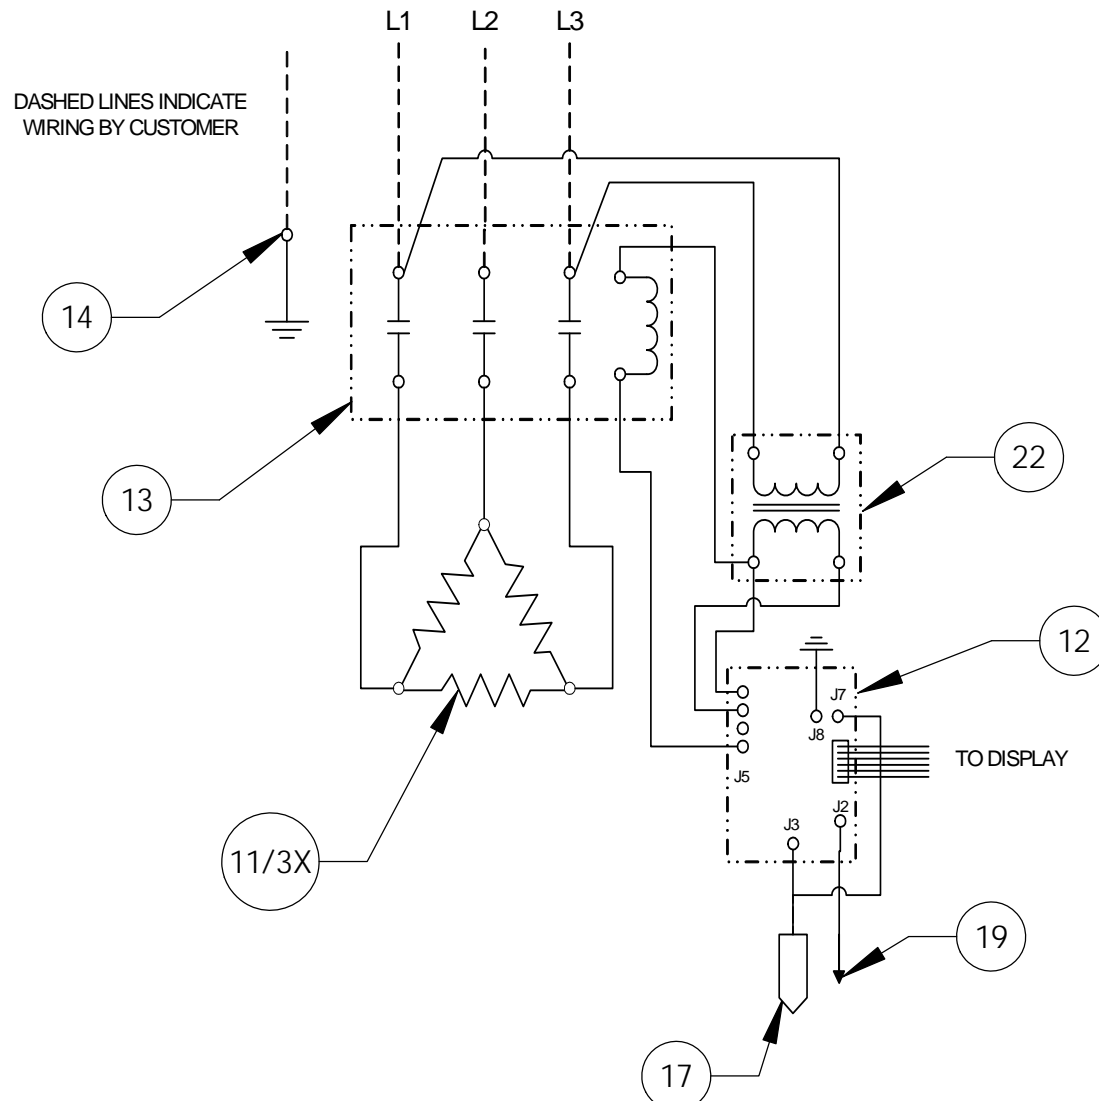 L1 L2 L3
DASHED LINES INDICATE
WIRING BY CUSTOMER
14
13
22
12
J7
J8
TO DISPLAY
J5
J2
J3
11/3X
19
17